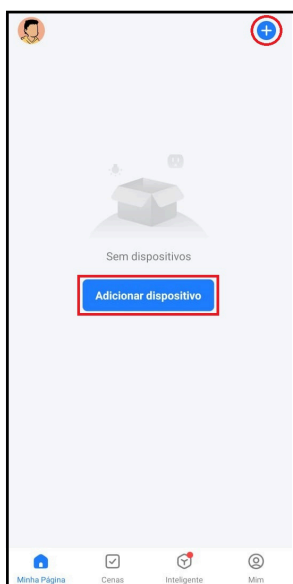 Sem dispositivos
Adicionar dispositivo
Minha Página
Cenas
Inteligente
Mim